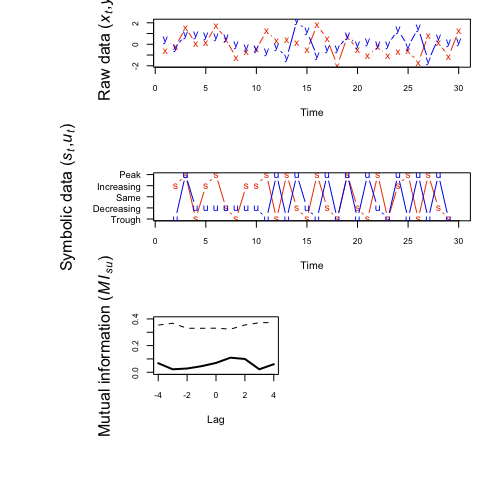 Raw data (x_t,y
2
0
-2
0 5 10 15 20 25 30
Time
Symbolic data (s_t,u_t)
Peak
Increasing
Same
Decreasing
Trough
0 5 10 15 20 25 30
Time
Mutual information (MI_su)
0.4
0.2
0.0
-4 -2 0 2 4
Lag